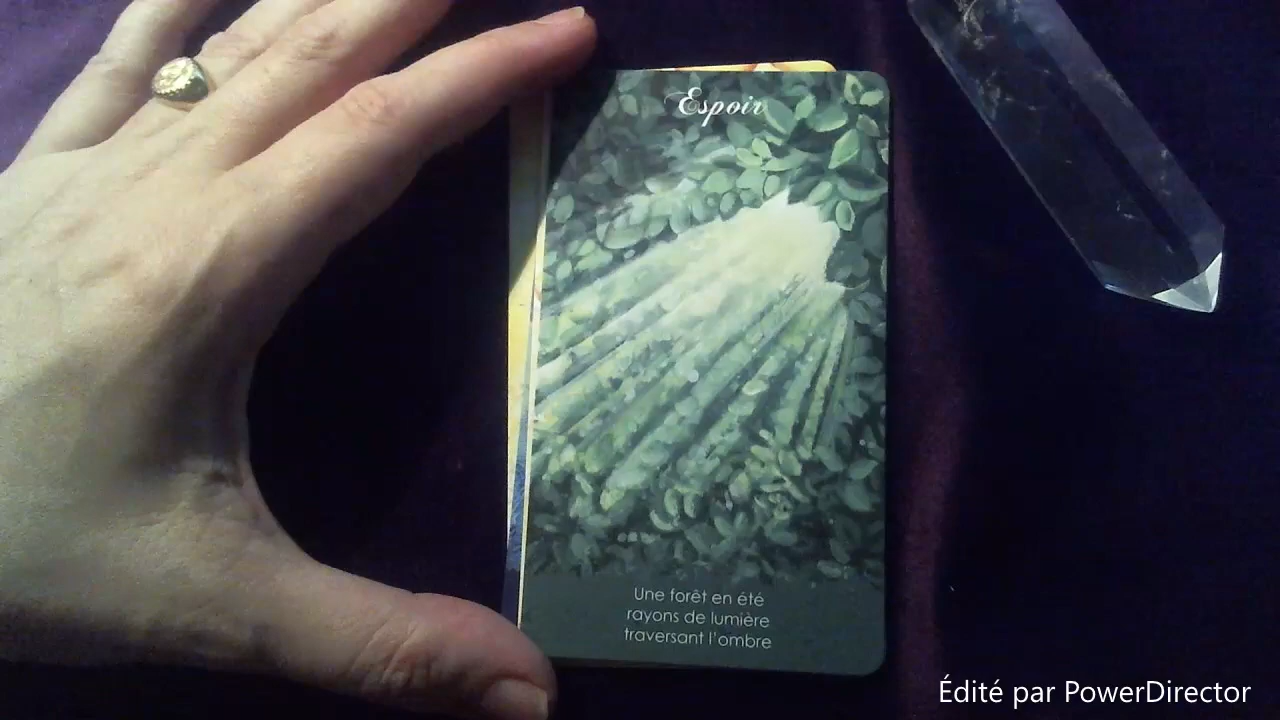 Espoir
Une forêt en été
rayons de lumière
traversant l'ombre
Édité par PowerDirector